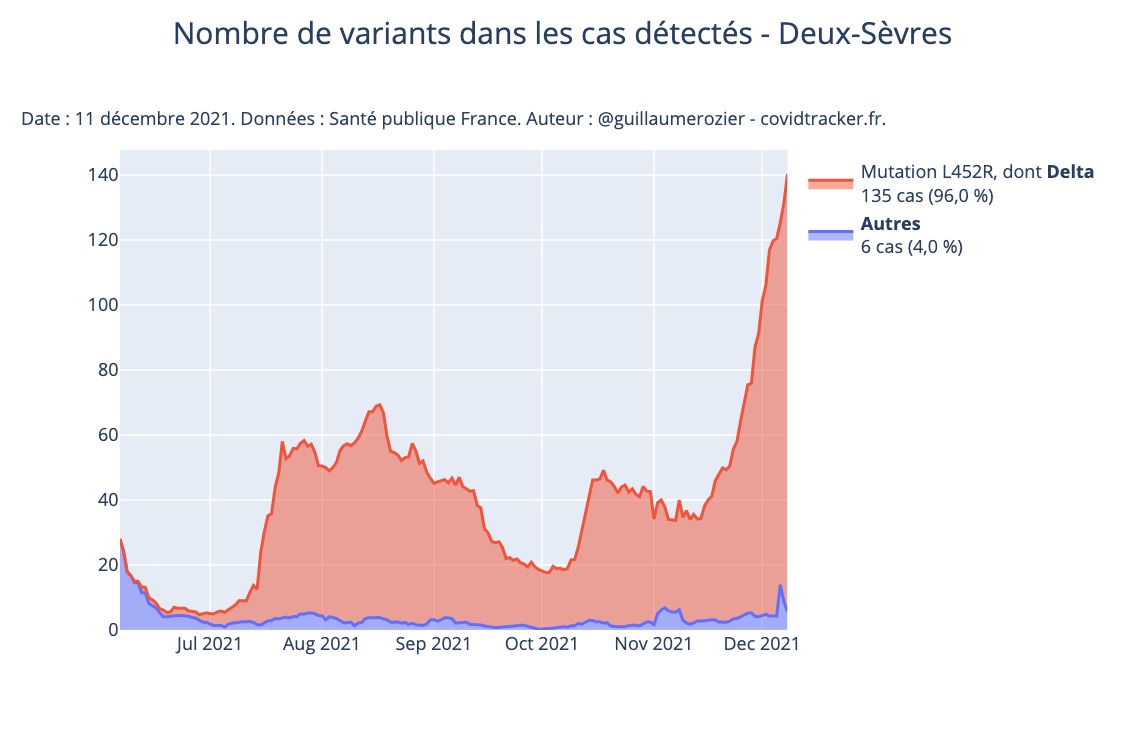 Nombre de variants dans les cas détectés - Deux-Sèvres
Date : 11 décembre 2021. Données : Santé publique France. Auteur : @guillaumerozier - covidtracker.fr.
140
120
100
80
60
40
20
0
Jul 2021
Aug 2021
Sep 2021
Oct 2021
Nov 2021
Dec 2021
Mutation L452R, dont Delta
135 cas (96,0 %)
Autres
6 cas (4,0 %)